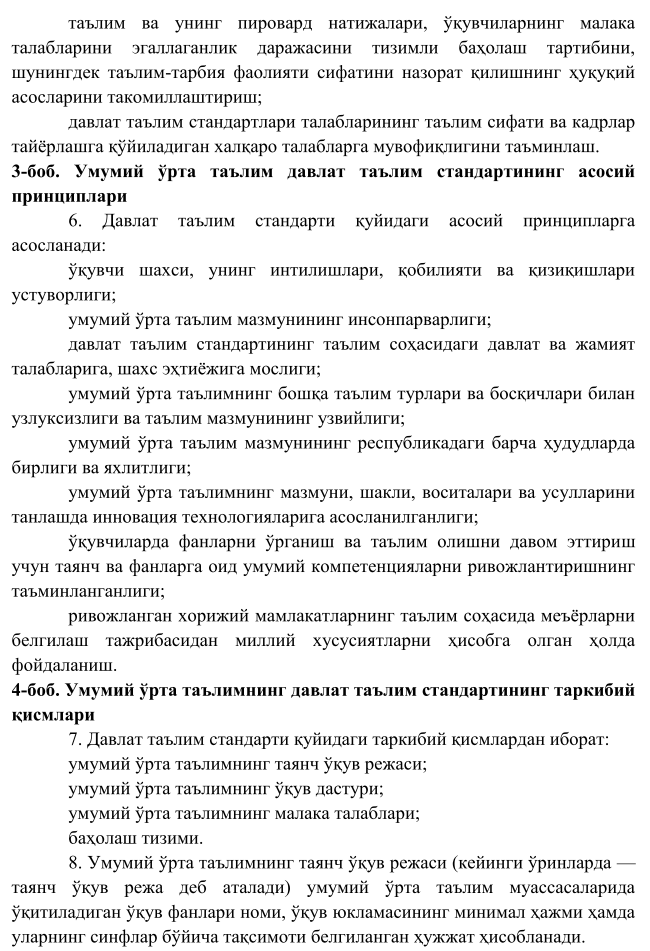 таълим ва унинг пировард натижалари, ўқувчиларнинг малака
талабларини эгаллаганлик даражасини тизимли баҳолаш тартибини,
шунингдек таълим-тарбия фаолияти сифатини назорат қилишнинг ҳуқуқий
асосларини такомиллаштириш;
давлат таълим стандартлари талабларининг таълим сифати ва кадрлар
тайёрлашга қўйиладиган халқаро талабларга мувофиқлигини таъминлаш.
3-боб. Умумий ўрта таълим давлат таълим стандартининг асосий
принциплари
6. Давлат таълим стандарти қуйидаги асосий принципларга
асосланади:
ўқувчи шахси, унинг интилишлари, қобилияти ва қизиқишлари
устуворлиги;
умумий ўрта таълим мазмунининг инсонпарварлиги;
давлат таълим стандартининг таълим соҳасидаги давлат ва жамият
талабларига, шахс эҳтиёжига мослиги;
умумий ўрта таълимнинг бошқа таълим турлари ва босқичлари билан
узлуксизлиги ва таълим мазмунининг узвийлиги;
умумий ўрта таълим мазмунининг республикадаги барча ҳудудларда
бирлиги ва яхлитлиги;
умумий ўрта таълимнинг мазмуни, шакли, воситалари ва усулларини
танлашда инновация технологияларига асосланилганлиги;
ўқувчиларда фанларни ўрганиш ва таълим олишни давом эттириш
учун таянч ва фанларга оид умумий компетенцияларни ривожлантиришнинг
таъминланганлиги;
ривожланган хорижий мамлакатларнинг таълим соҳасида меъёрларни
белгилаш тажрибасидан миллий хусусиятларни ҳисобга олган ҳолда
фойдаланиш.
4-боб. Умумий ўрта таълимнинг давлат таълим стандартининг таркибий
қисмлари
7. Давлат таълим стандарти қуйидаги таркибий қисмлардан иборат:
умумий ўрта таълимнинг таянч ўқув режаси;
умумий ўрта таълимнинг ўқув дастури;
умумий ўрта таълимнинг малака талаблари;
баҳолаш тизими.
8. Умумий ўрта таълимнинг таянч ўқув режаси (кейинги ўринларда —
таянч ўқув режа деб аталади) умумий ўрта таълим муассасаларида
ўқитиладиган ўқув фанлари номи, ўқув юкламасининг минимал ҳажми ҳамда
уларнинг синфлар бўйича тақсимоти белгиланган ҳужжат ҳисобланади.